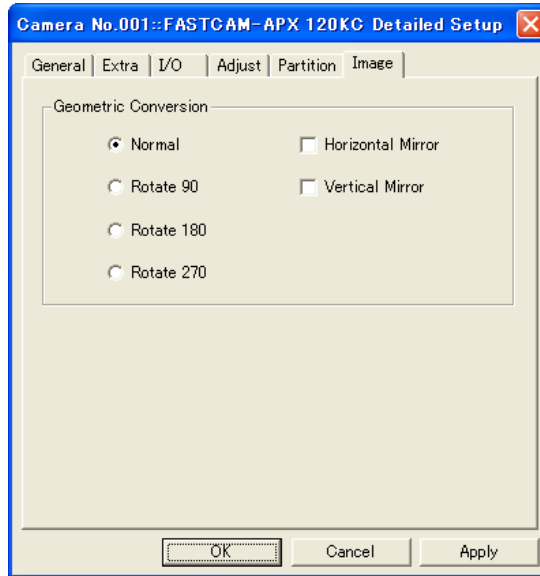 Camera No.001::FASTCAM-APX 120KC Detailed Setup
General Extra I/O Adjust Partition Image
Geometric Conversion
Normal Horizontal Mirror
Rotate 90 Vertical Mirror
Rotate 180
Rotate 270
OK Cancel Apply